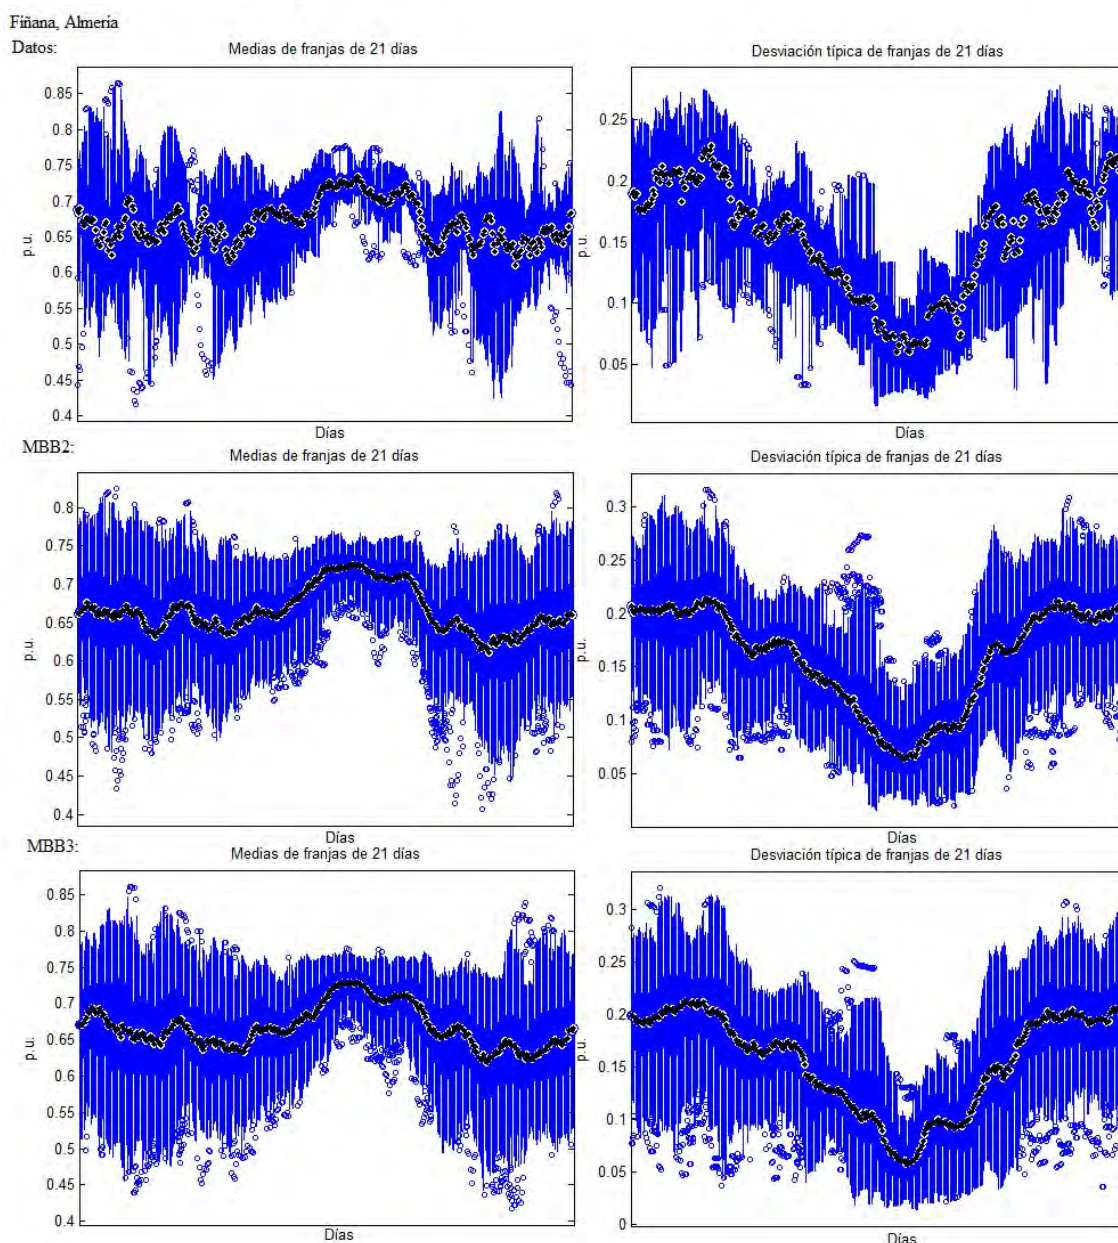 Fiñana, Almeria
Datos:
Medias de franjas de 21 días
0.85
0.8
0.75
0.7
0.65
0.6
0.55
0.5
0.45
0.4
p.u.
Días
Desviación típica de franjas de 21 días
0.25
0.2
0.15
0.1
0.05
p.u.
Días
MBB2:
Medias de franjas de 21 días
0.8
0.75
0.7
0.65
0.6
0.55
0.5
0.45
0.4
p.u.
Días
Desviación típica de franjas de 21 días
0.3
0.25
0.2
0.15
0.1
0.05
p.u.
Días
MBB3:
Medias de franjas de 21 días
0.85
0.8
0.75
0.7
0.65
0.6
0.55
0.5
0.45
0.4
p.u.
Días
Desviación típica de franjas de 21 días
0.3
0.25
0.2
0.15
0.1
0.05
0
p.u.
Días